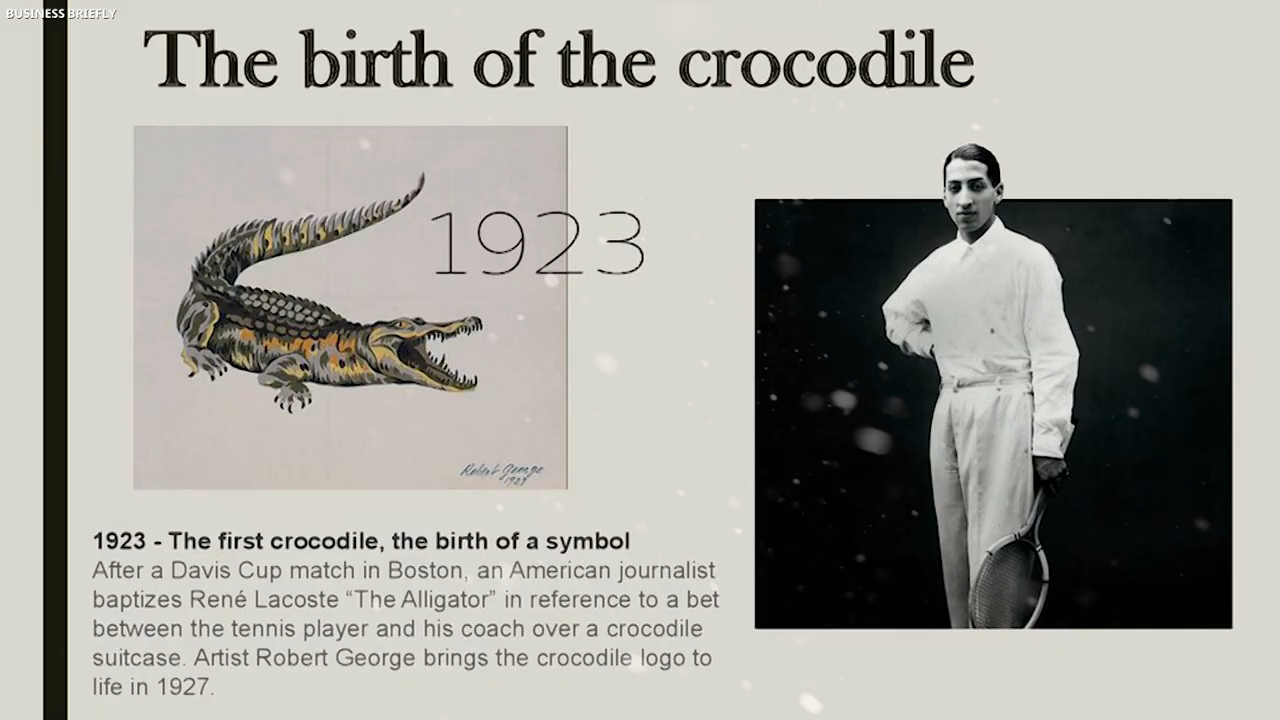 BUSINESS BRIEFLY
The birth of the crocodile
1923
Robert George
1927
1923 - The first crocodile, the birth of a symbol
After a Davis Cup match in Boston, an American journalist
baptizes René Lacoste “The Alligator” in reference to a bet
between the tennis player and his coach over a crocodile
suitcase. Artist Robert George brings the crocodile logo to
life in 1927.